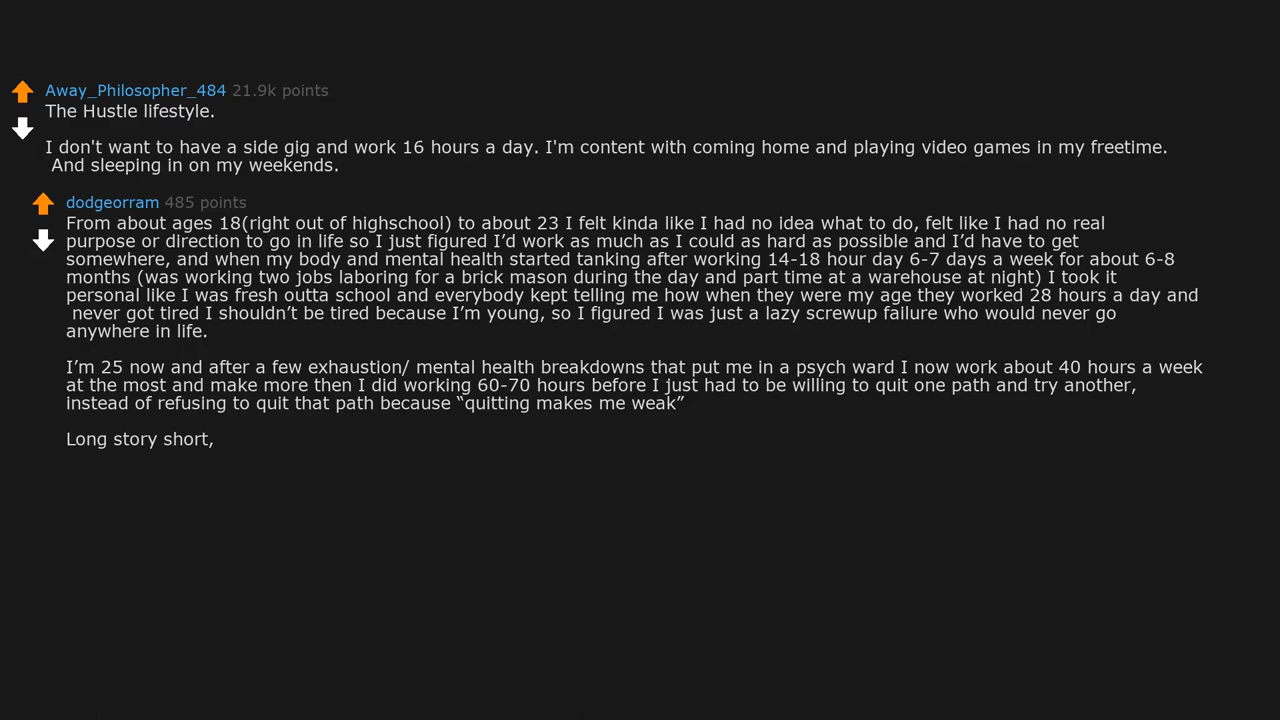 Away_Philosopher_484 21.9k points
The Hustle lifestyle.
I don't want to have a side gig and work 16 hours a day. I'm content with coming home and playing video games in my freetime.
And sleeping in on my weekends.
dodgeorram 485 points
From about ages 18(right out of highschool) to about 23 I felt kinda like I had no idea what to do, felt like I had no real
purpose or direction to go in life so I just figured I’d work as much as I could as hard as possible and I’d have to get
somewhere, and when my body and mental health started tanking after working 14-18 hour day 6-7 days a week for about 6-8
months (was working two jobs laboring for a brick mason during the day and part time at a warehouse at night) I took it
personal like I was fresh outta school and everybody kept telling me how when they were my age they worked 28 hours a day and
never got tired I shouldn’t be tired because I’m young, so I figured I was just a lazy screwup failure who would never go
anywhere in life.
I’m 25 now and after a few exhaustion/ mental health breakdowns that put me in a psych ward I now work about 40 hours a week
at the most and make more then I did working 60-70 hours before I just had to be willing to quit one path and try another,
instead of refusing to quit that path because “quitting makes me weak”
Long story short,